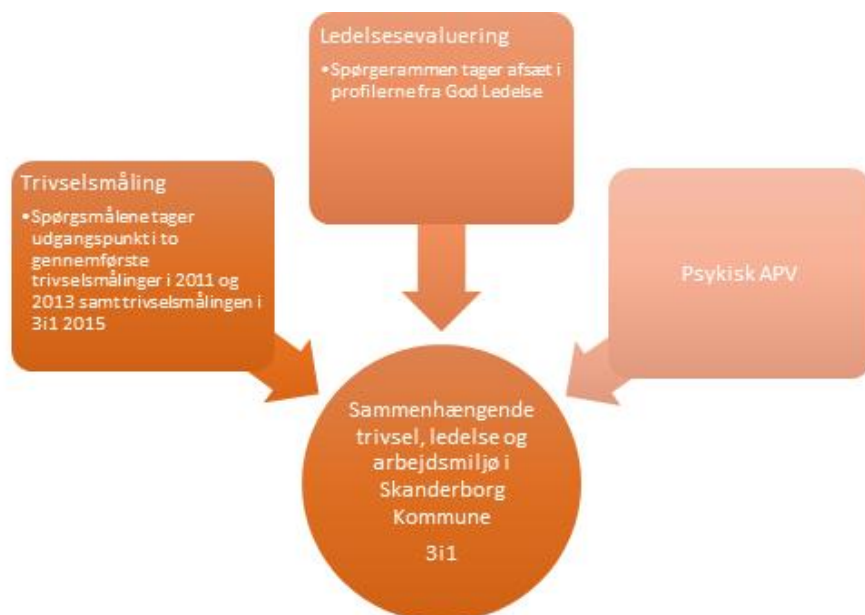 Ledelsesevaluering
•Spørgerammen tager afsæt i
profilerne fra God Ledelse
Trivselsmåling
•Spørgsmålene tager
udgangspunkt i to
gennemførste
trivselsmålinger i 2011 og
2013 samt trivselsmålingen i
3i1 2015
Psykisk APV
Sammenhængende
trivsel, ledelse og
arbejdsmiljø i
Skanderborg
Kommune
3i1